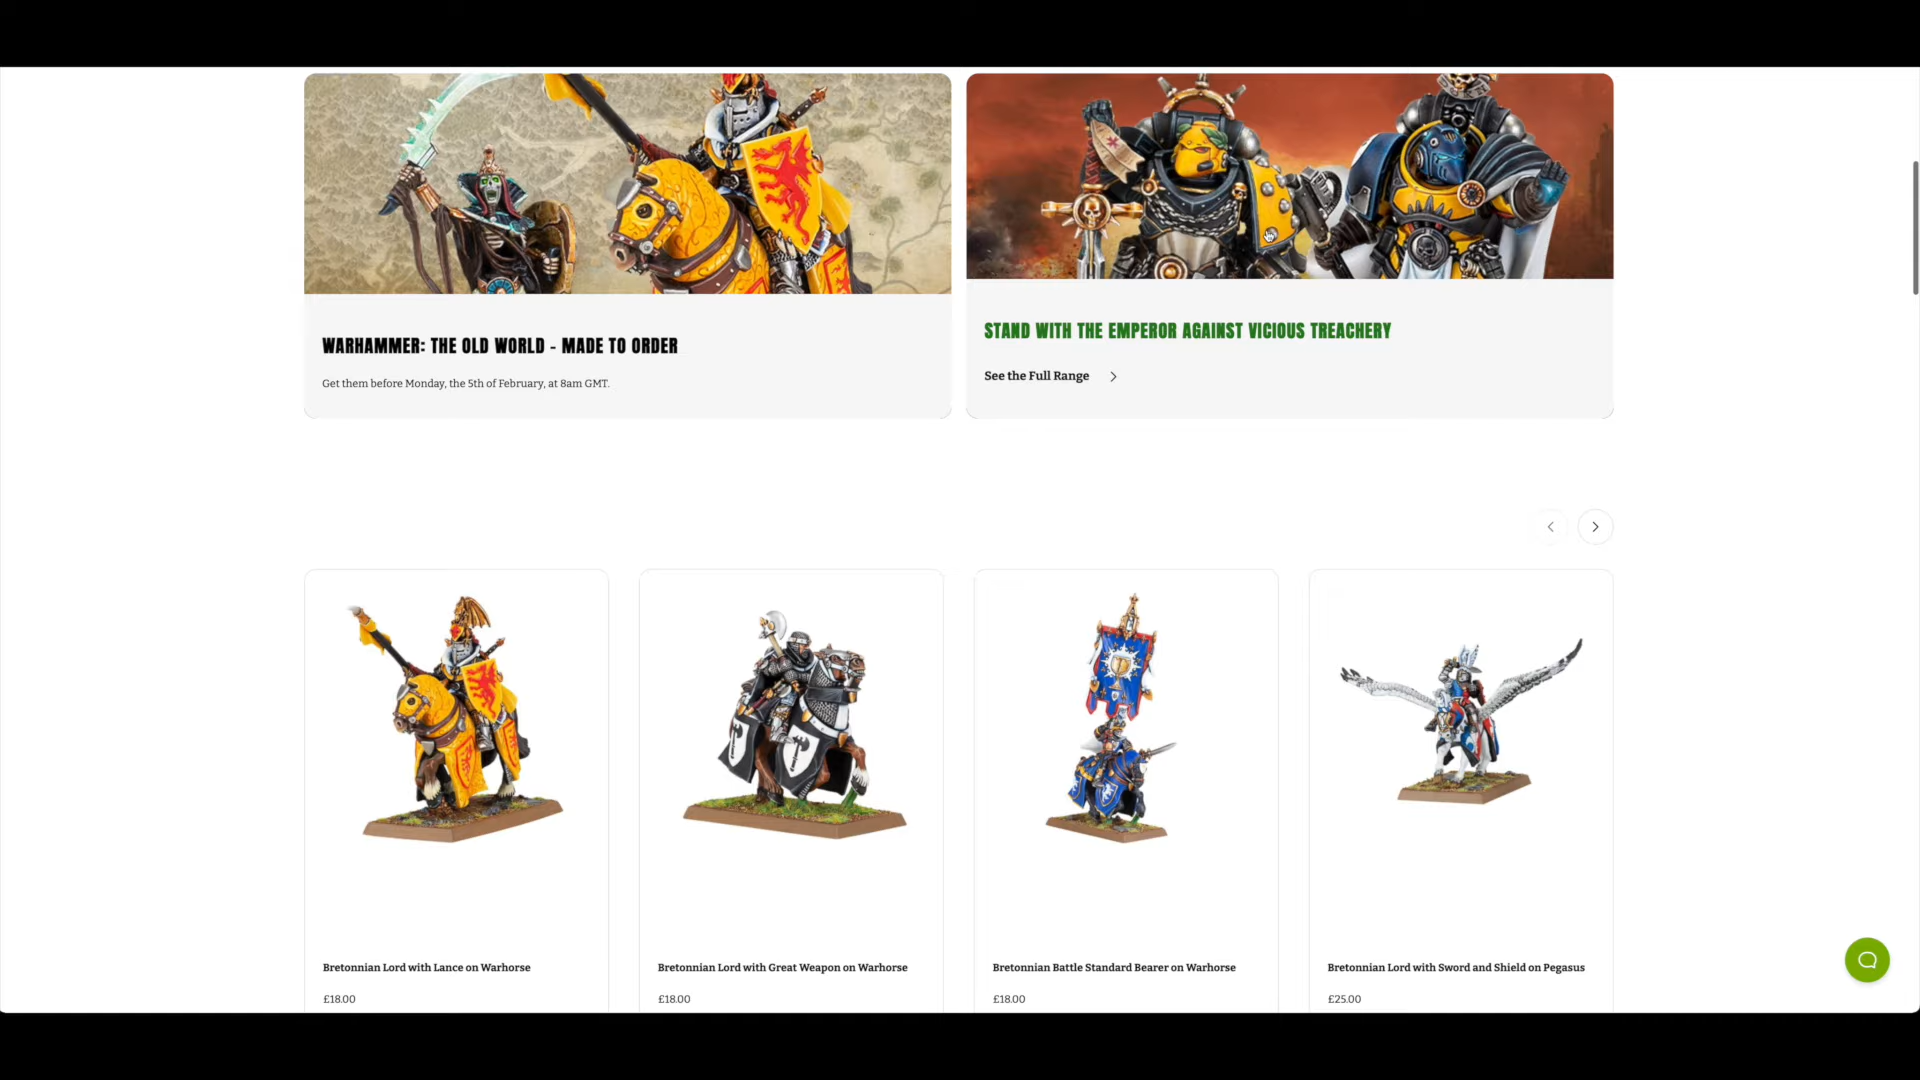 WARHAMMER: THE OLD WORLD - MADE TO ORDER
Get them before Monday, the 5th of February, at 8am GMT.
STAND WITH THE EMPEROR AGAINST VICIOUS TREACHERY
See the Full Range
Bretonnian Lord with Lance on Warhorse
£18.00
Bretonnian Lord with Great Weapon on Warhorse
£18.00
Bretonnian Battle Standard Bearer on Warhorse
£18.00
Bretonnian Lord with Sword and Shield on Pegasus
£25.00